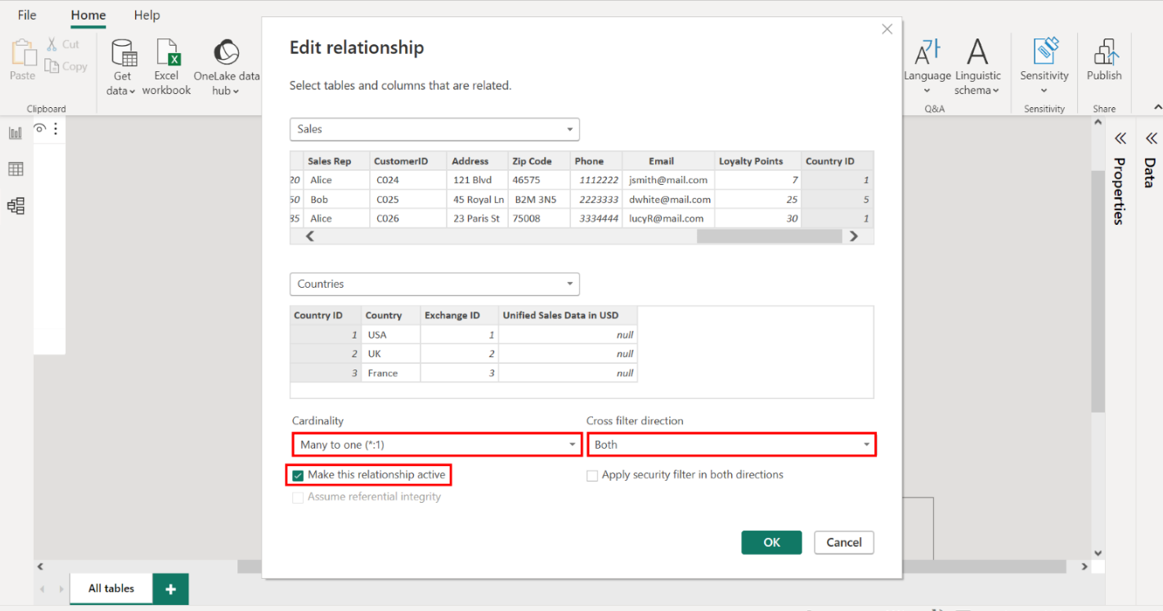 File Home Help
Paste
Cut
Copy
Clipboard
Get data
Excel workbook
OneLake data hub
Language
Linguistic schema
Q&A
Sensitivity
Sensitivity
Publish
Share
Edit relationship
Select tables and columns that are related.
Sales
Sales Rep CustomerID Address Zip Code Phone Email Loyalty Points Country ID
20 Alice C024 121 Blvd 46575 1112222 jsmith@mail.com 7 1
50 Bob C025 45 Royal Ln B2M 3N5 2223333 dwhite@mail.com 25 5
85 Alice C026 23 Paris St 75008 3334444 lucyR@mail.com 30 1
Countries
Country ID Country Exchange ID Unified Sales Data in USD
1 USA 1 null
2 UK 2 null
3 France 3 null
Cardinality Cross filter direction
Many to one (*:1) Both
Make this relationship active Apply security filter in both directions
Assume referential integrity
OK Cancel
Properties
Data
All tables +